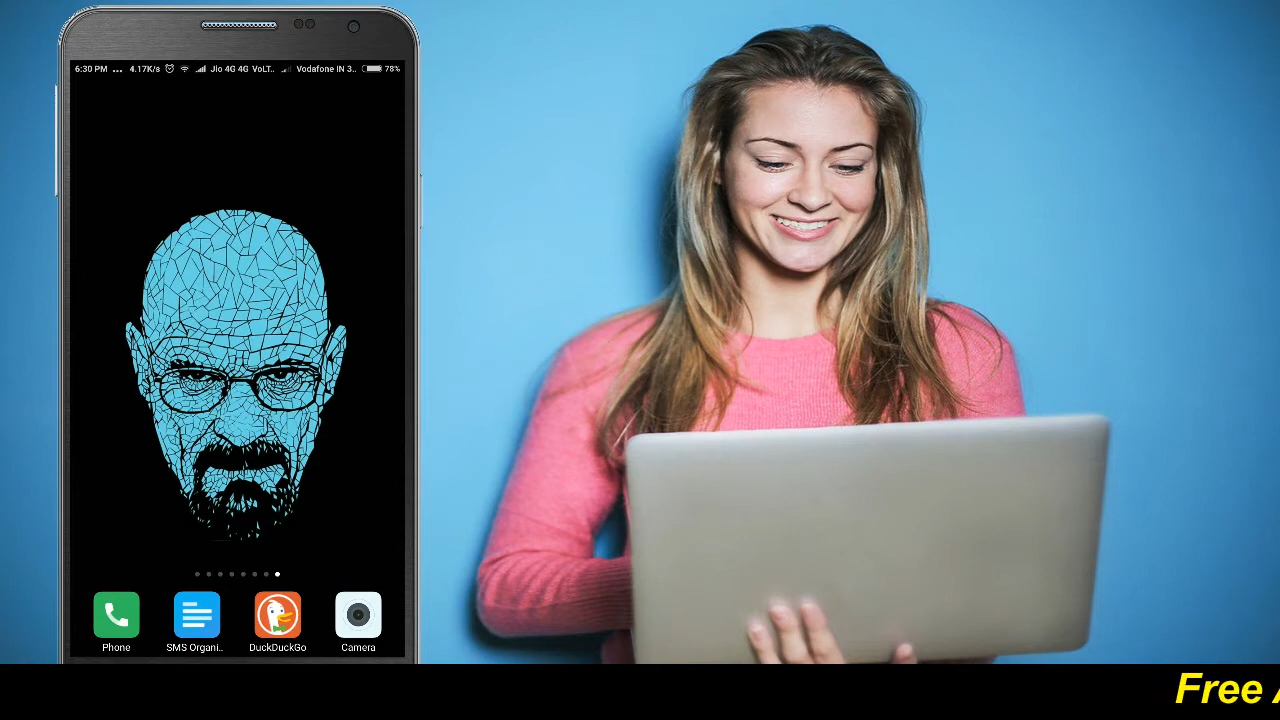 6:30 PM ... 4.17K/s Jio 4G 4G VoLT.. Vodafone IN 3.. 78%
Phone SMS Organi.. DuckDuckGo Camera
Free